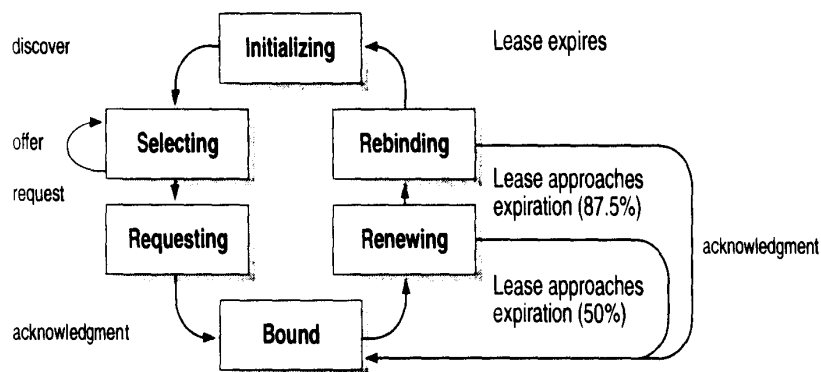 discover
Initializing
Lease expires
offer
Selecting
Rebinding
request
Lease approaches
expiration (87.5%)
Requesting
Renewing
acknowledgment
Lease approaches
expiration (50%)
acknowledgment
Bound